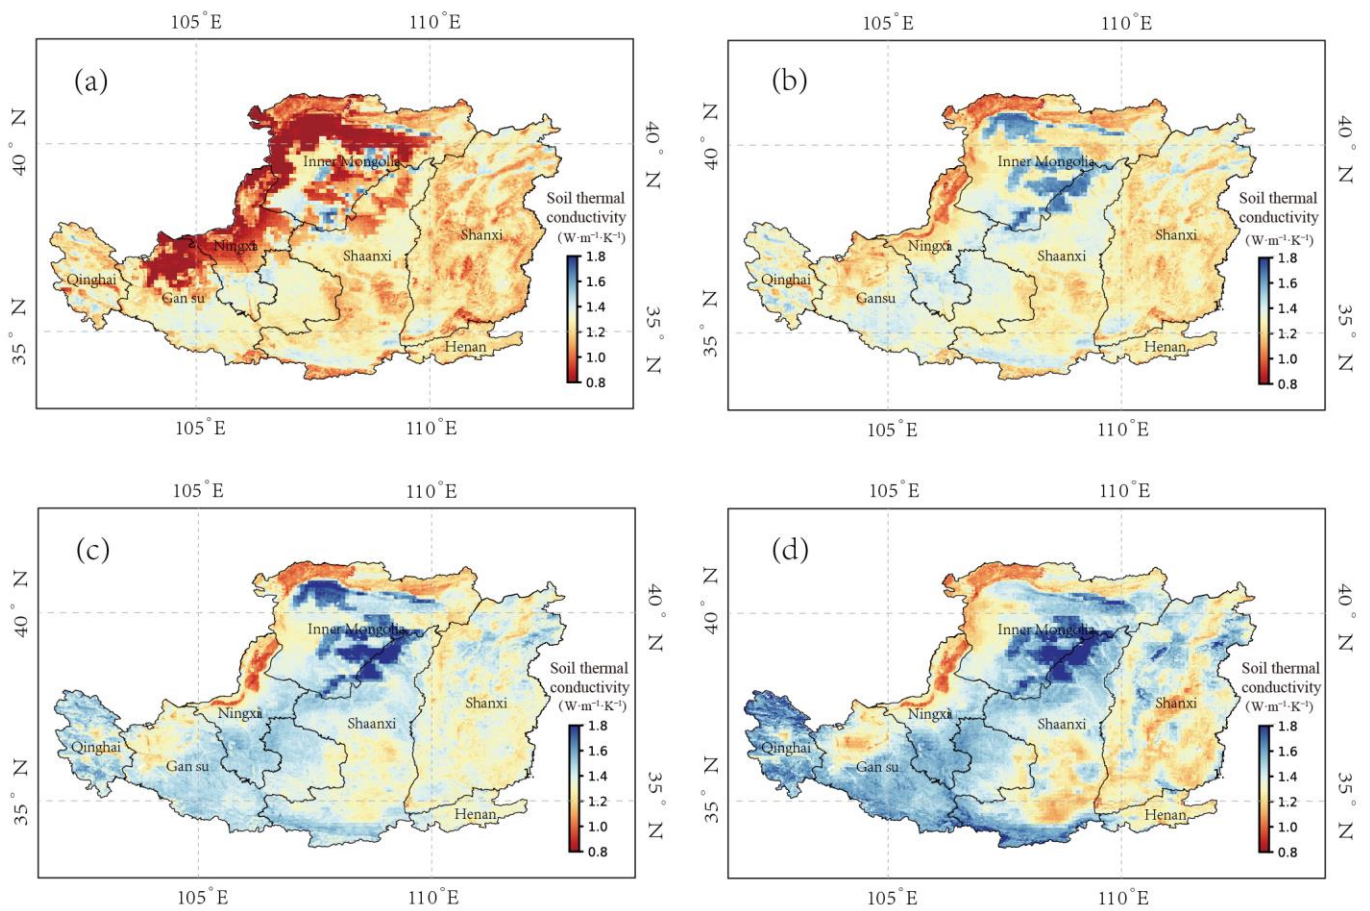 105°E
110°E
(a)
40°N
40°N
Inner Mongolia
Soil thermal
conductivity
(W·m⁻¹·K⁻¹)
Ningxi
Shanxi
Shaanxi
Qinghai
Gan su
1.8
1.6
1.4
1.2
1.0
0.8
35°N
35°N
Henan
105°E
110°E
105°E
110°E
(b)
40°N
40°N
Inner Mongolia
Soil thermal
conductivity
(W·m⁻¹·K⁻¹)
Ningxi
Shanxi
Shaanxi
Qinghai
Gansu
1.8
1.6
1.4
1.2
1.0
0.8
35°N
35°N
Henan
105°E
110°E
105°E
110°E
(c)
40°N
40°N
Inner Mongolia
Soil thermal
conductivity
(W·m⁻¹·K⁻¹)
Ningxi
Shanxi
Shaanxi
Qinghai
Gan su
1.8
1.6
1.4
1.2
1.0
0.8
35°N
35°N
Henan
105°E
110°E
105°E
110°E
(d)
40°N
40°N
Inner Mongolia
Soil thermal
conductivity
(W·m⁻¹·K⁻¹)
Ningxi
Shanxi
Shaanxi
Qinghai
Gan su
1.8
1.6
1.4
1.2
1.0
0.8
35°N
35°N
Henan
105°E
110°E